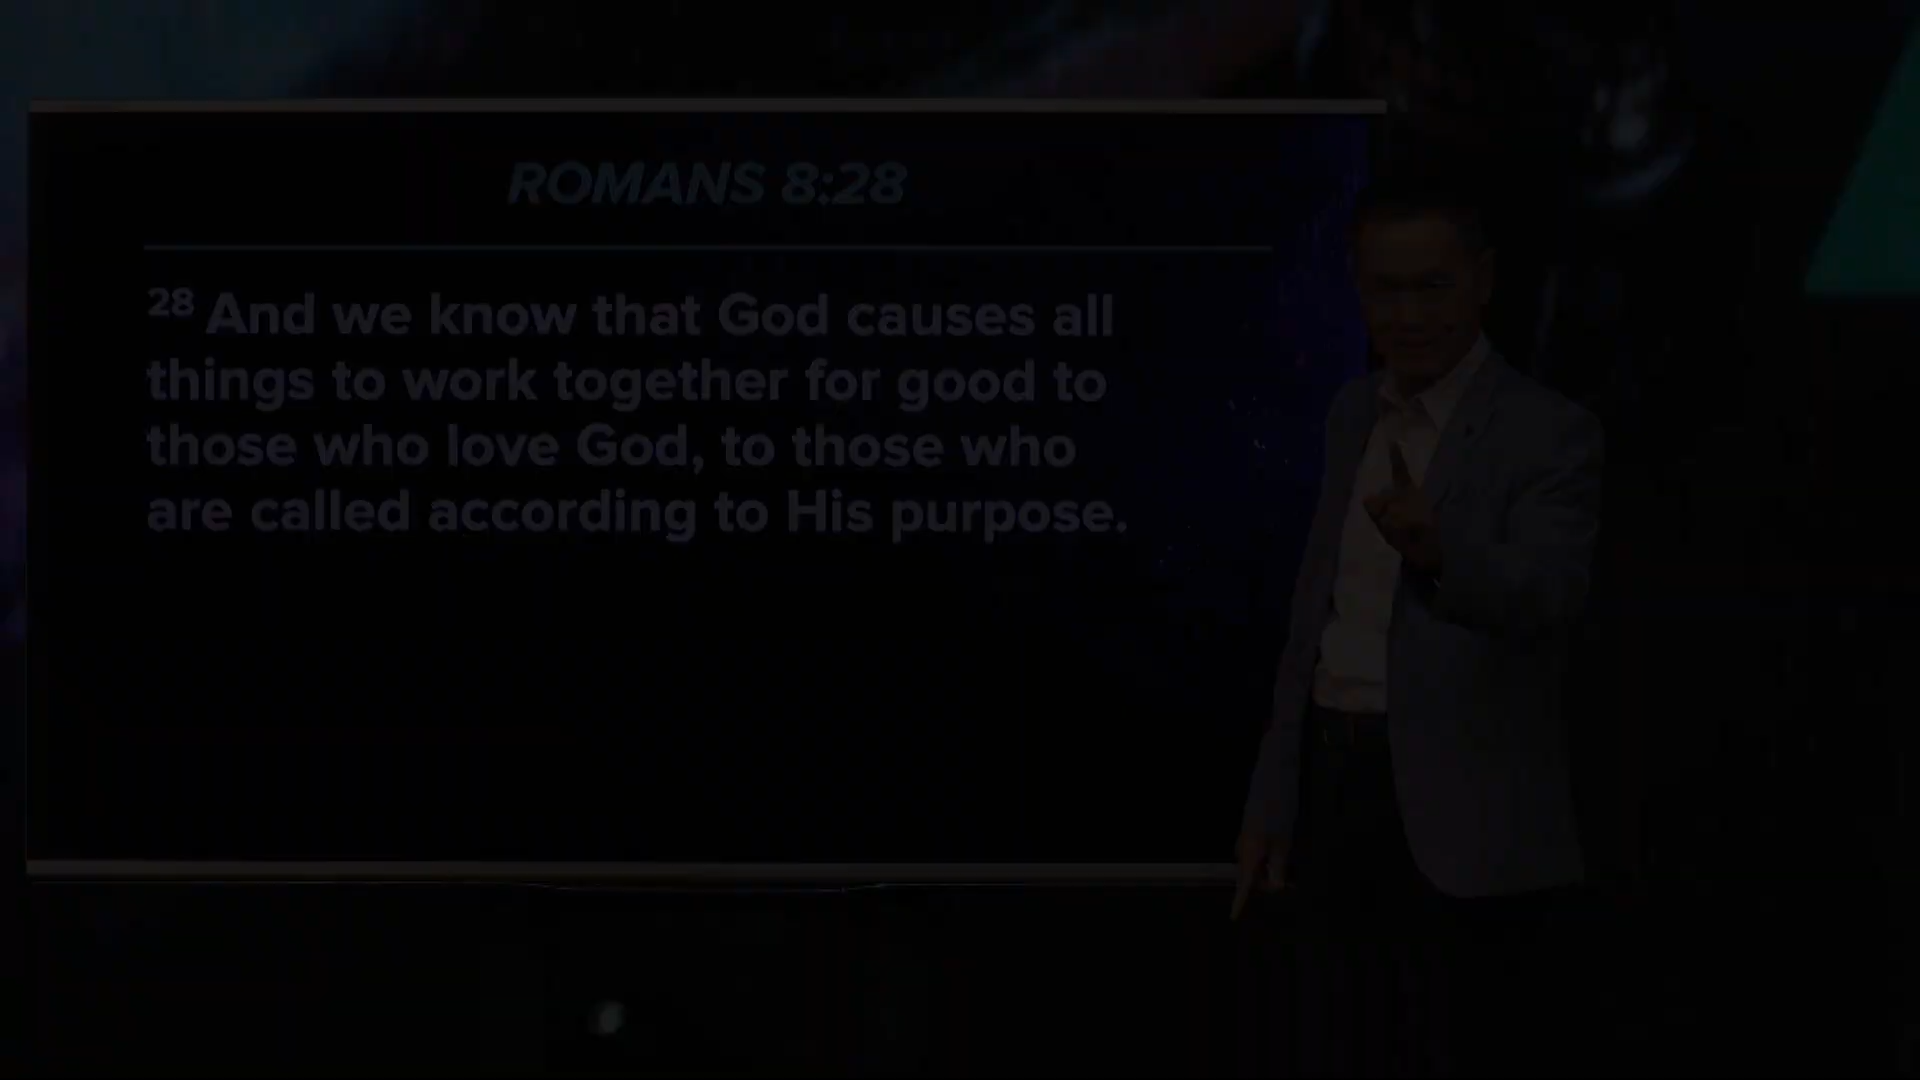 ROMANS 8:28
28 And we know that God causes all
things to work together for good to
those who love God, to those who
are called according to His purpose.